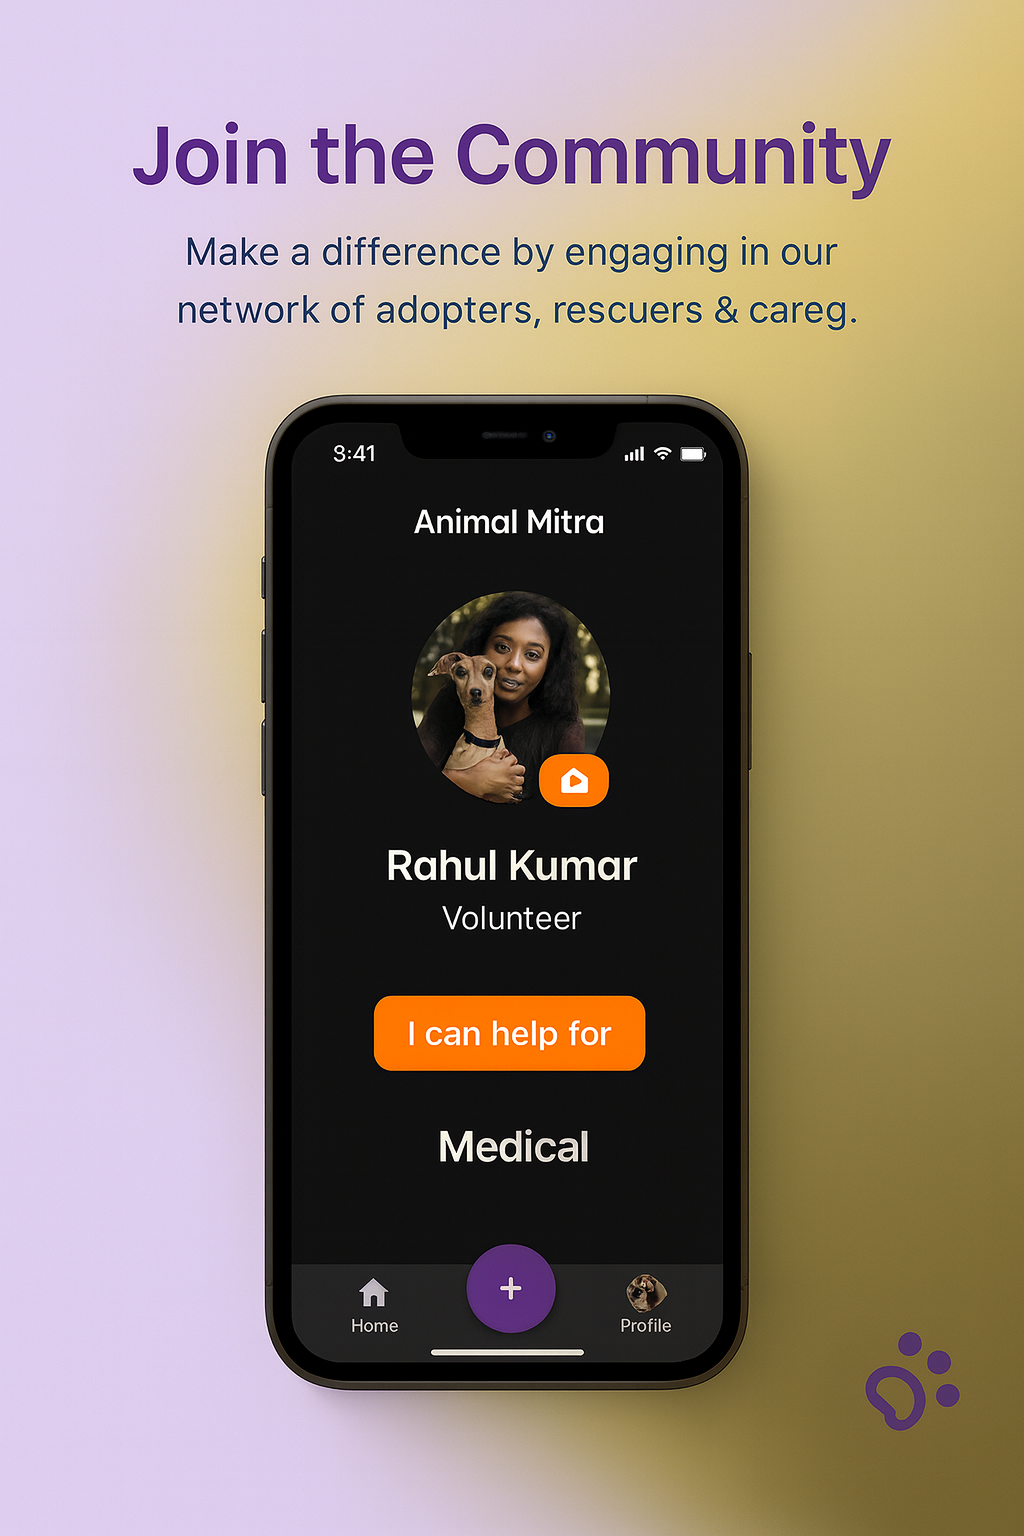 Join the Community
Make a difference by engaging in our
network of adopters, rescuers & careg.
9:41
Animal Mitra
Rahul Kumar
Volunteer
I can help for
Medical
Home
Profile